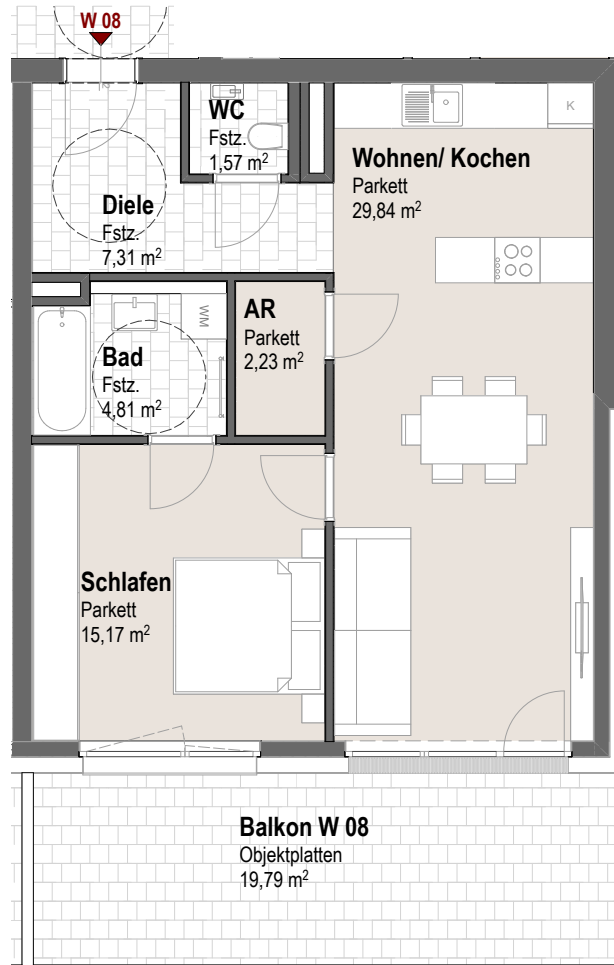 W 08
WC
Fstz.
1,57 m²
K
Wohnen/ Kochen
Parkett
29,84 m²
Diele
Fstz.
7,31 m²
AR
Parkett
2,23 m²
WM
Bad
Fstz.
4,81 m²
Schlafen
Parkett
15,17 m²
Balkon W 08
Objektplatten
19,79 m²